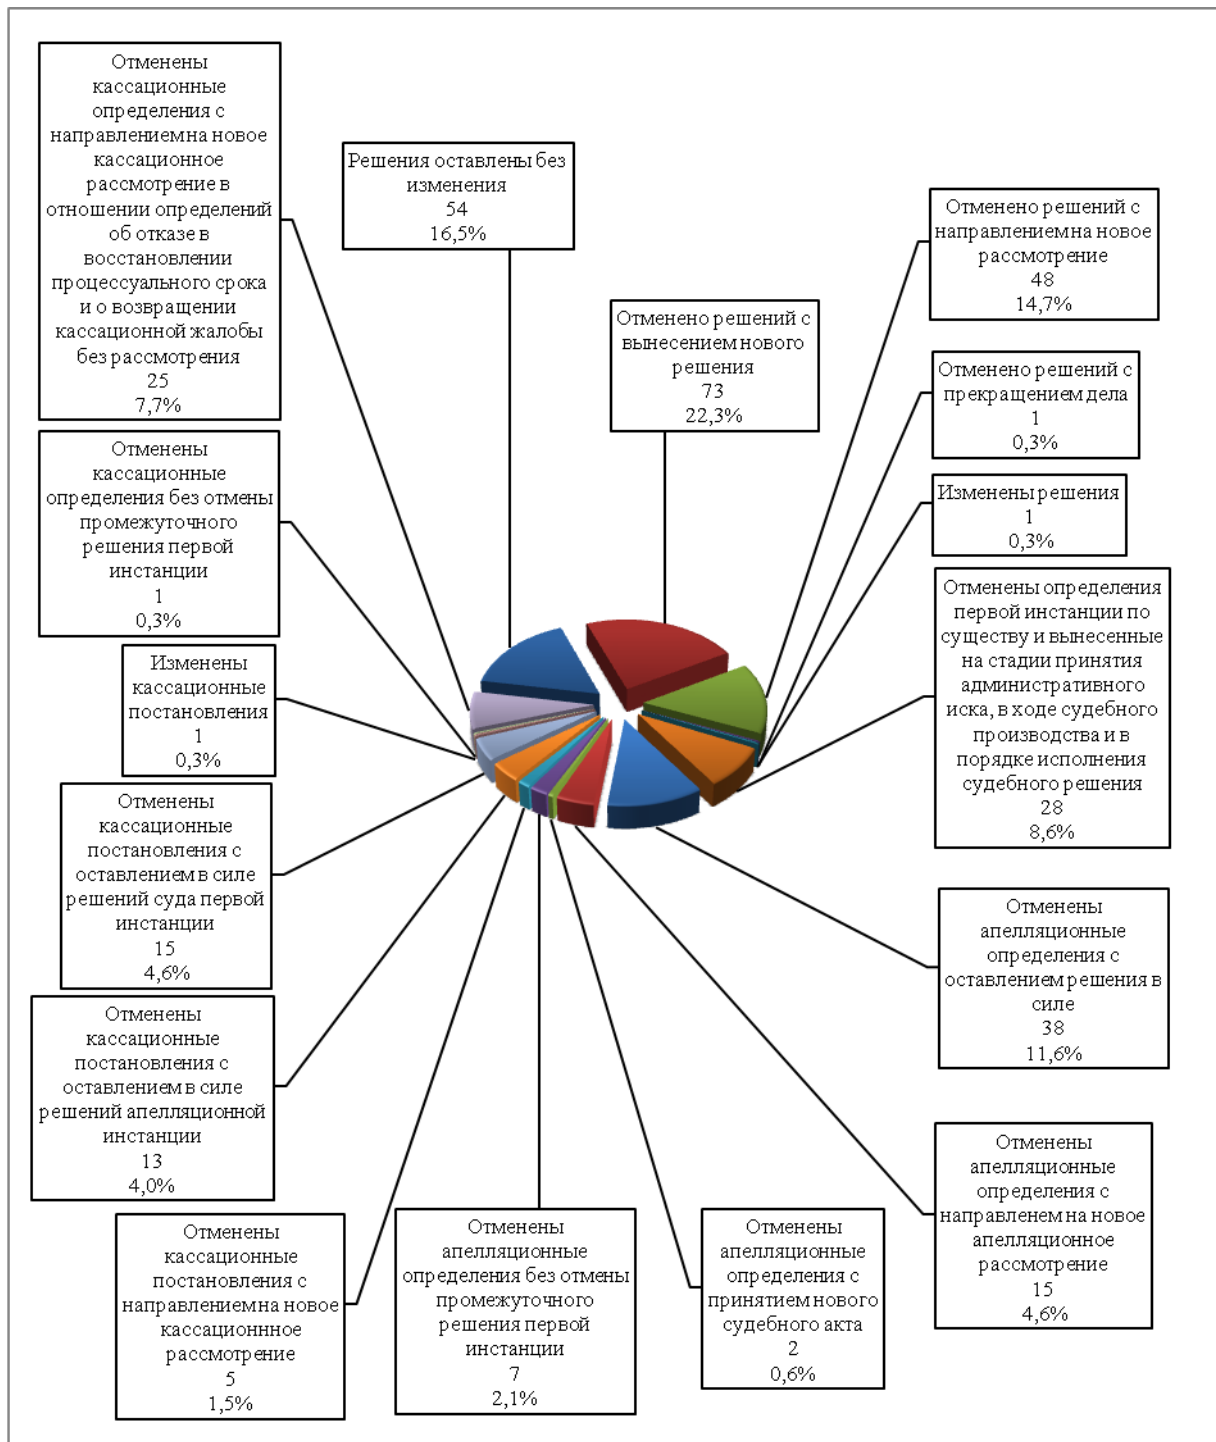 Отменены
кассационные
определения с
направлением на новое
кассационное
рассмотрение в
отношении определений
об отказе в
восстановлении
процессуального срока
и о возвращении
кассационной жалобы
без рассмотрения
25
7,7%
Решения оставлены без
изменения
54
16,5%
Отменено решений с
вынесением нового
решения
73
22,3%
Отменено решений с
направлением на новое
рассмотрение
48
14,7%
Отменено решений с
прекращением дела
1
0,3%
Изменены решения
1
0,3%
Отменены определения
первой инстанции по
существу и вынесенные
на стадии принятия
административного
иска, в ходе судебного
производства и в
порядке исполнения
судебного решения
28
8,6%
Отменены
апелляционные
определения с
оставлением решения в
силе
38
11,6%
Отменены
апелляционные
определения с
направленем на новое
апелляционное
рассмотрение
15
4,6%
Отменены
апелляционные
определения с
принятием нового
судебного акта
2
0,6%
Отменены
апелляционные
определения без отмены
промежуточного
решения первой
инстанции
7
2,1%
Отменены
кассационные
постановления с
направлением на новое
кассационнное
рассмотрение
5
1,5%
Отменены
кассационные
постановления с
оставлением в силе
решений апелляционной
инстанции
13
4,0%
Отменены
кассационные
постановления с
оставлением в силе
решений суда первой
инстанции
15
4,6%
Изменены
кассационные
постановления
1
0,3%
Отменены
кассационные
определения без отмены
промежуточного
решения первой
инстанции
1
0,3%